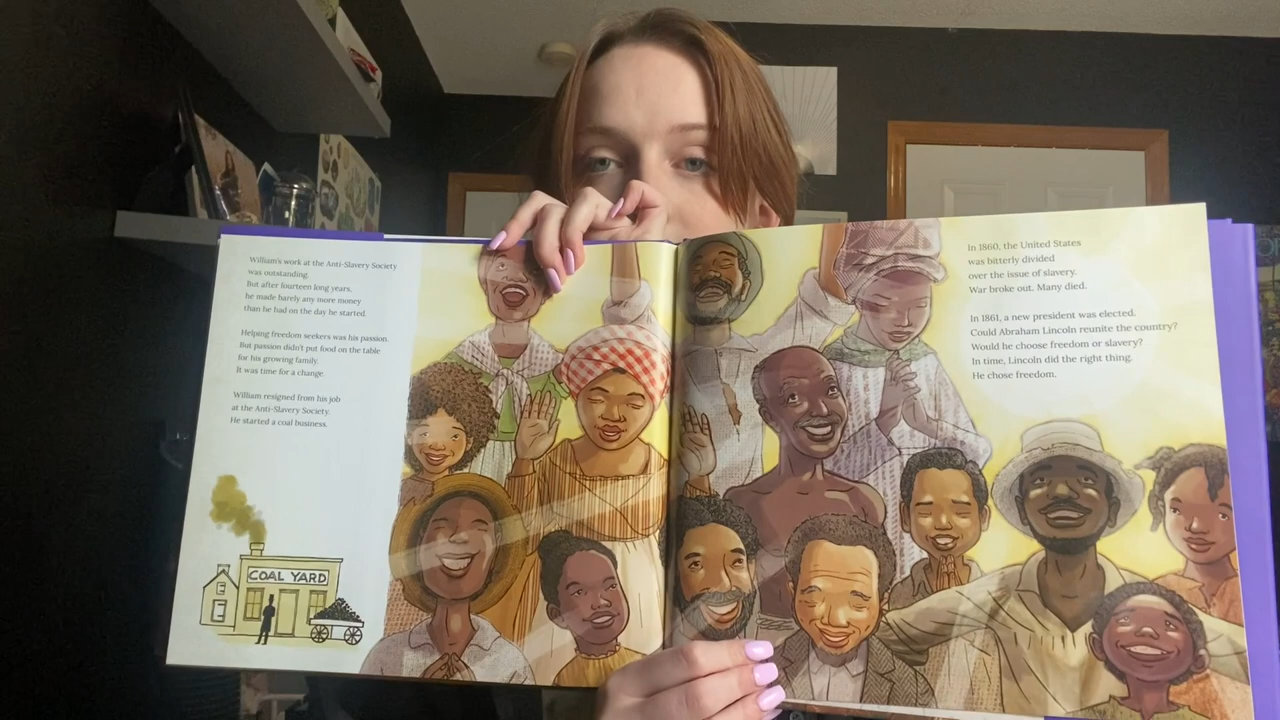 William's work at the Anti-Slavery Society
was outstanding.
But after fourteen long years,
he made barely any more money
than he had on the day he started.
Helping freedom seekers was his passion.
But passion didn't put food on the table
for his growing family.
It was time for a change.
William resigned from his job
at the Anti-Slavery Society.
He started a coal business.
COAL YARD
In 1860, the United States
was bitterly divided
over the issue of slavery.
War broke out. Many died.
In 1861, a new president was elected.
Could Abraham Lincoln reunite the country?
Would he choose freedom or slavery?
In time, Lincoln did the right thing.
He chose freedom.